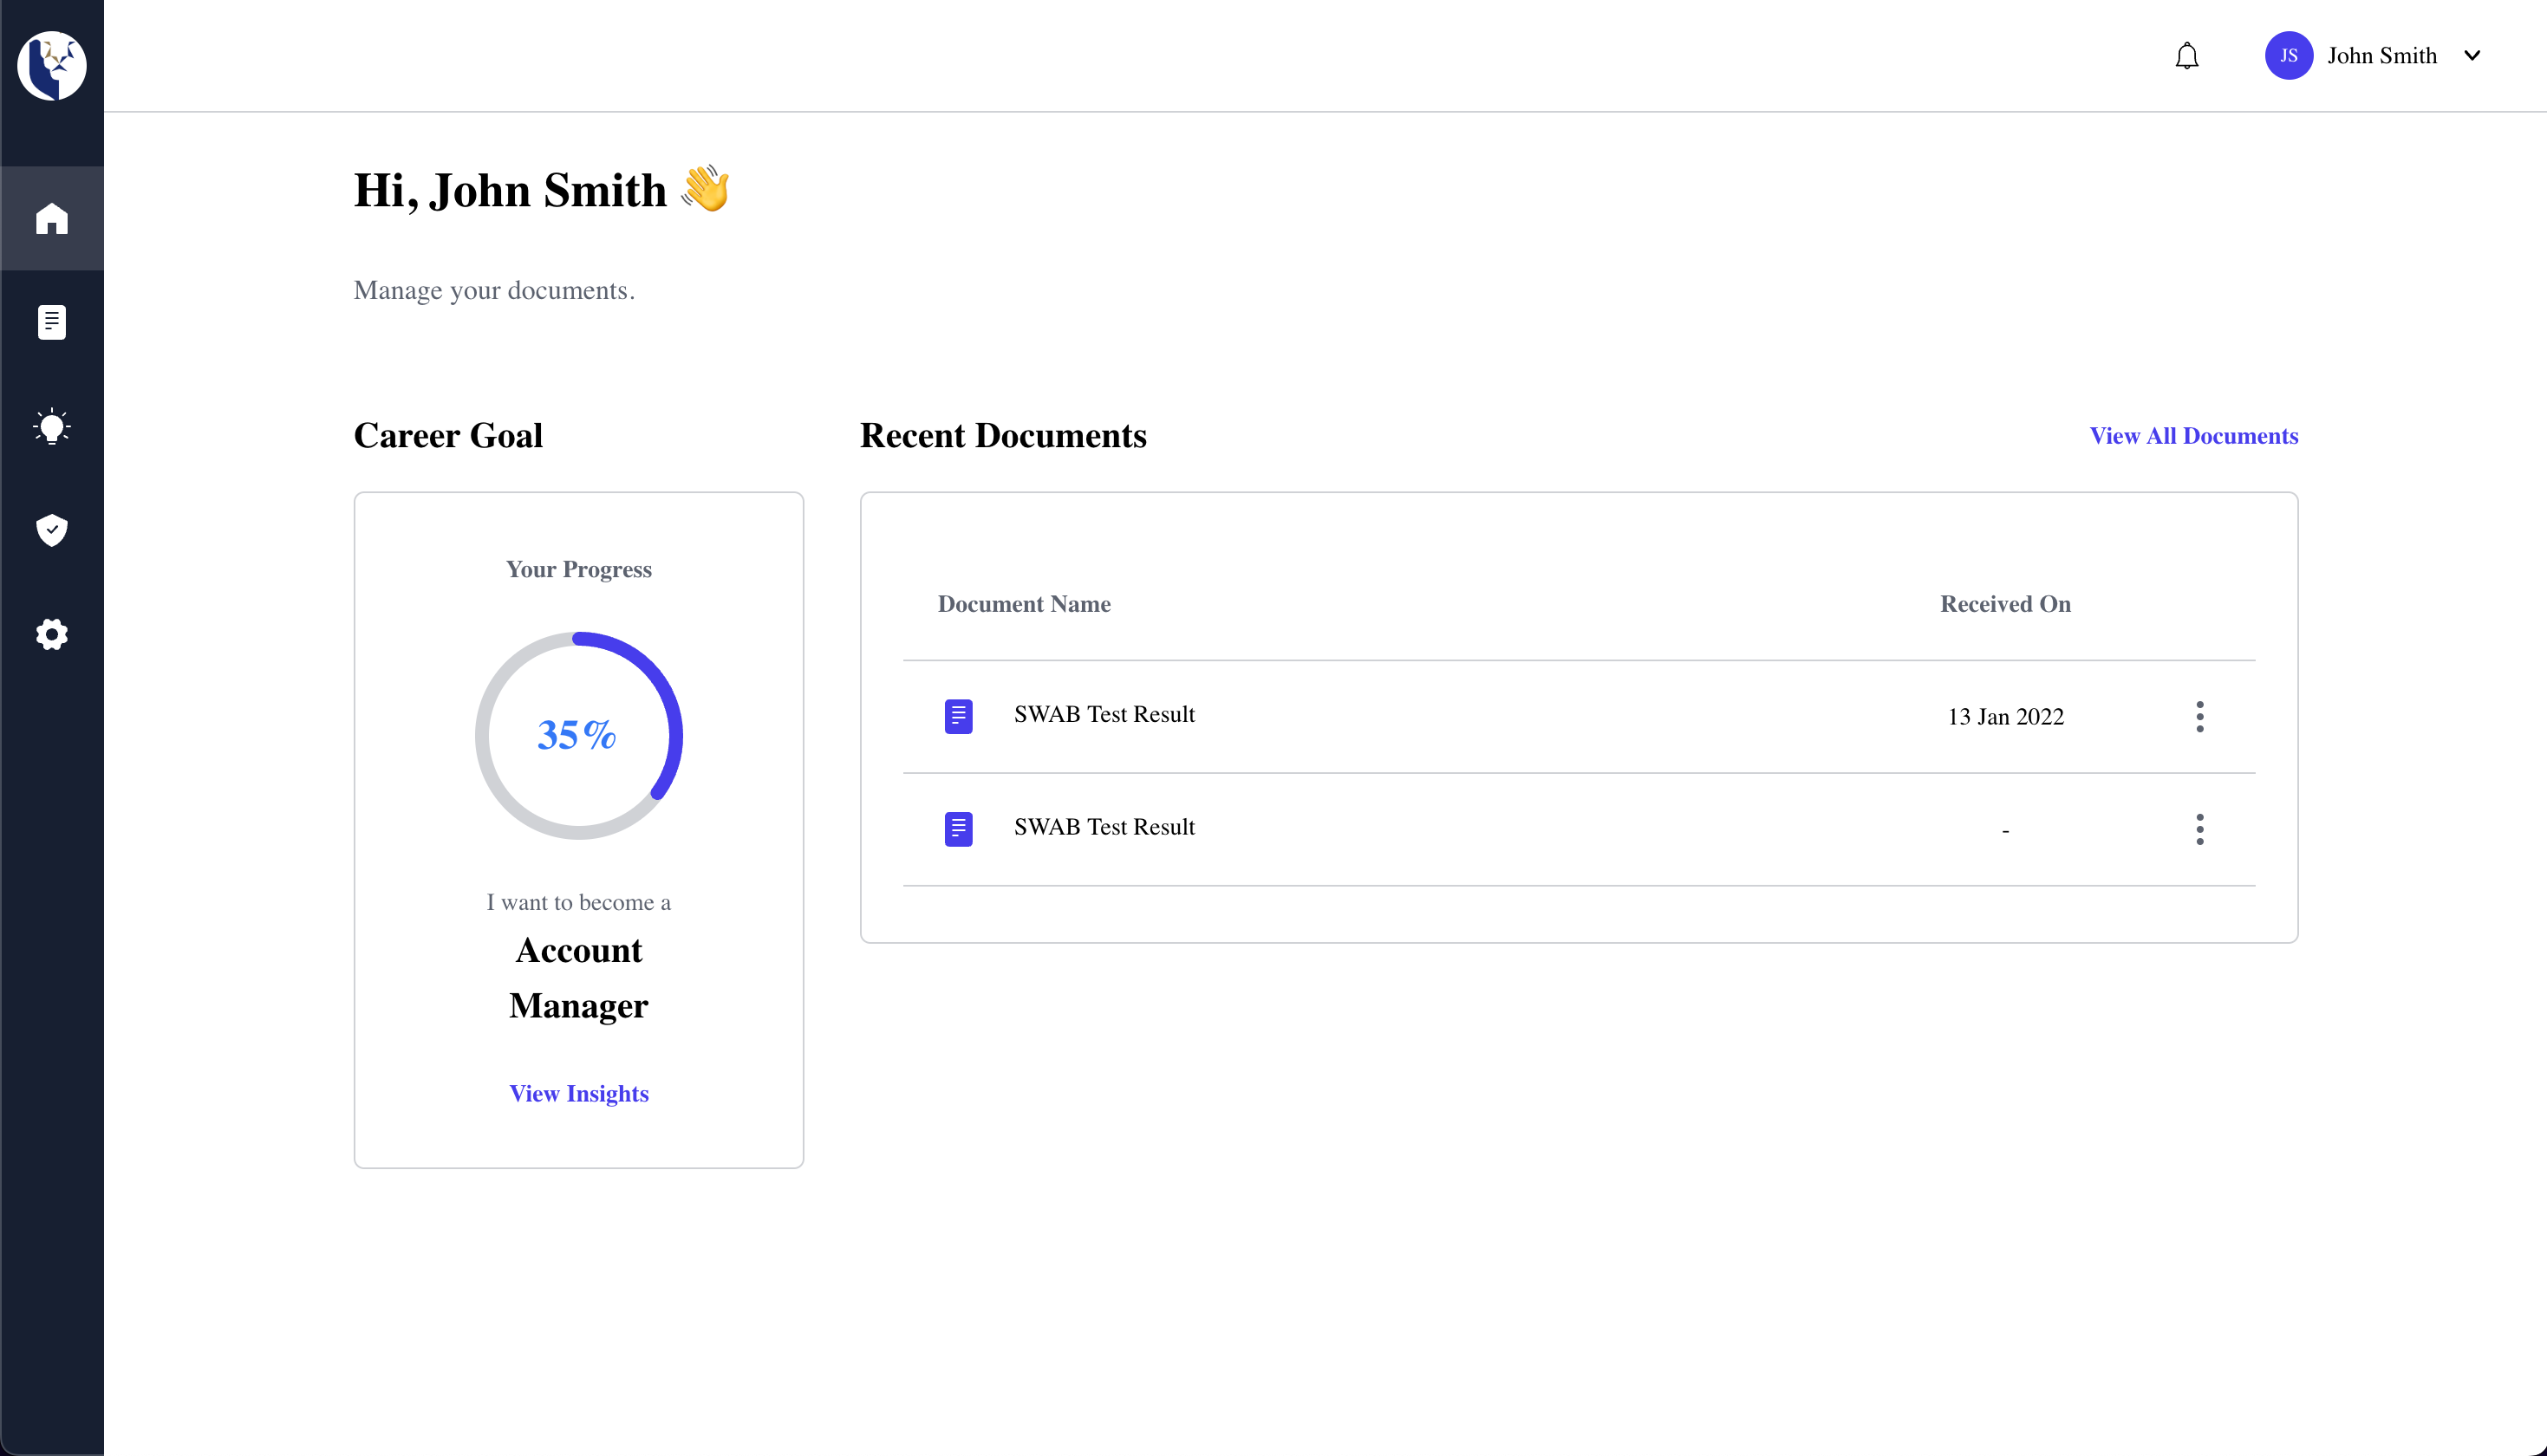 JS John Smith
Hi, John Smith 👋
Manage your documents.
Career Goal
Your Progress
35%
I want to become a
Account
Manager
View Insights
Recent Documents
View All Documents
Document Name Received On
SWAB Test Result 13 Jan 2022
SWAB Test Result -